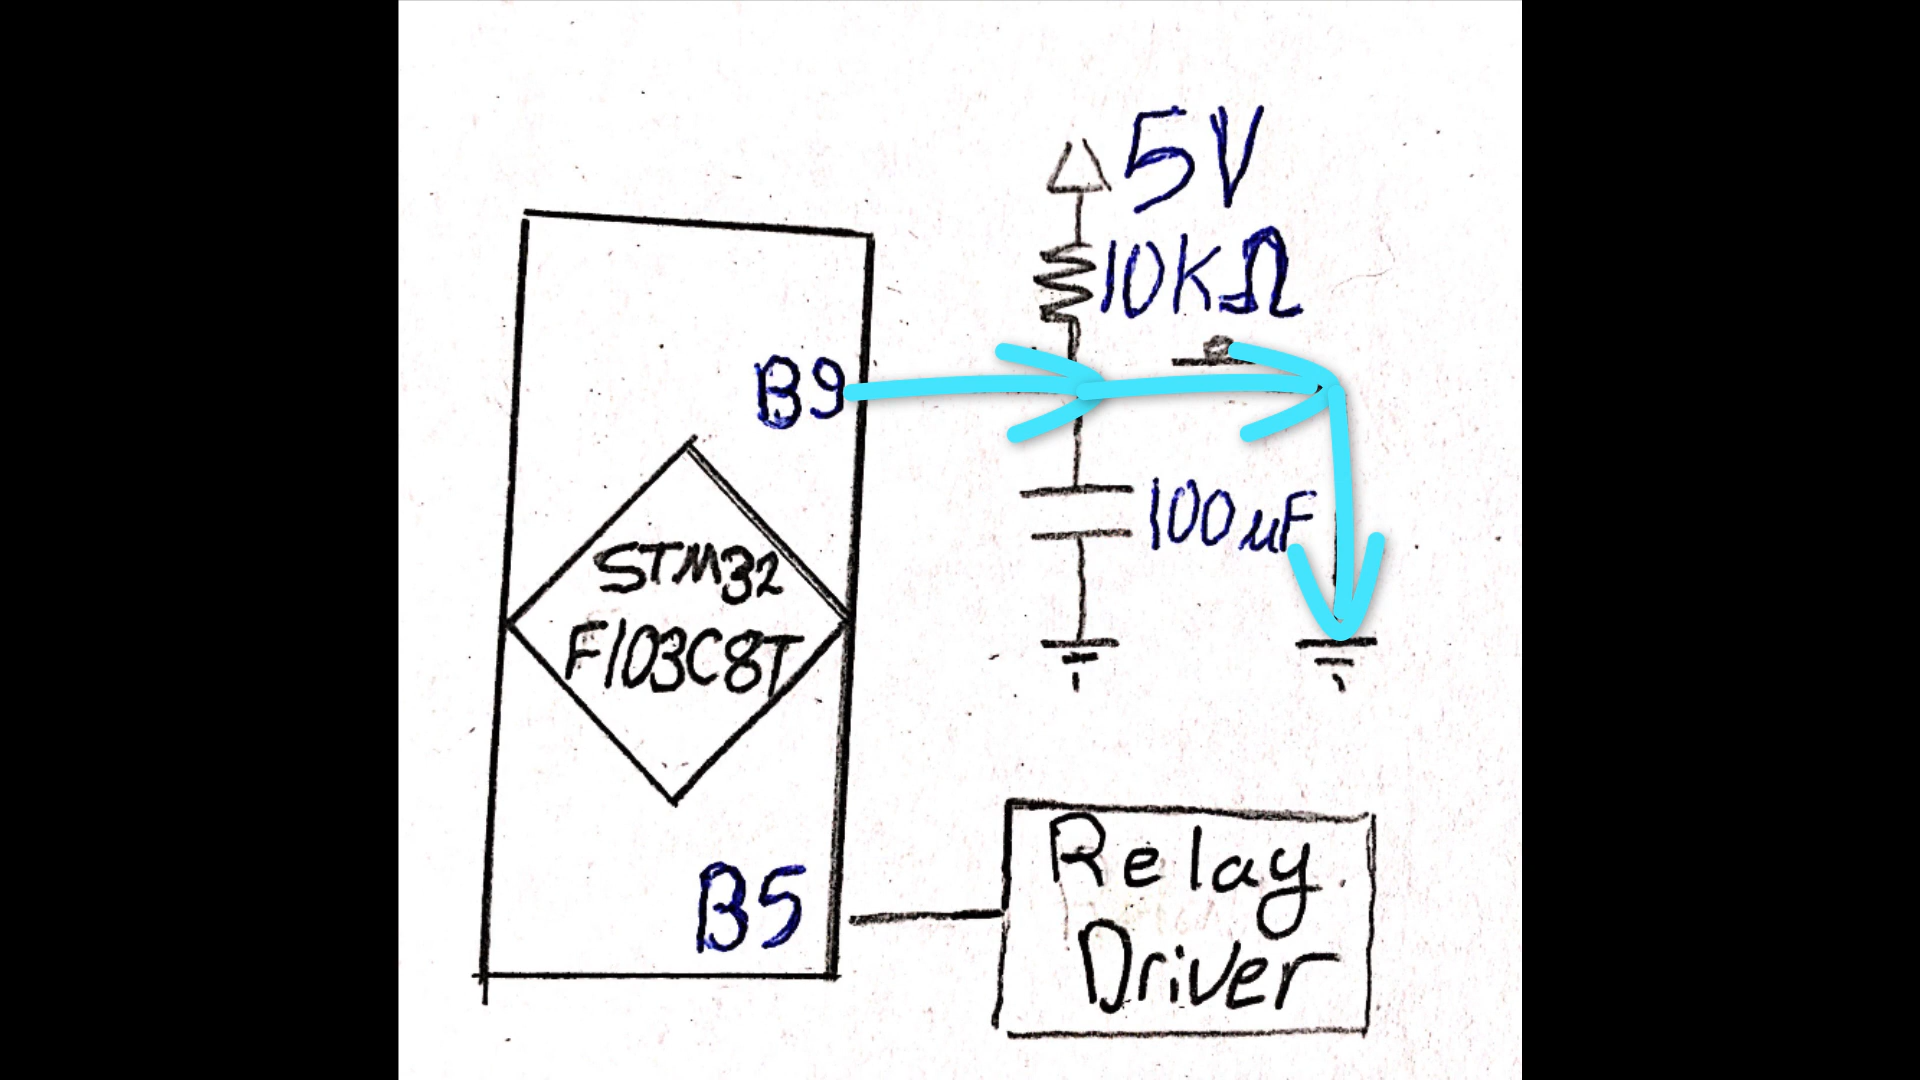 5V
10KΩ
B9
100uF
STM32
F103C8T
B5
Relay
Driver